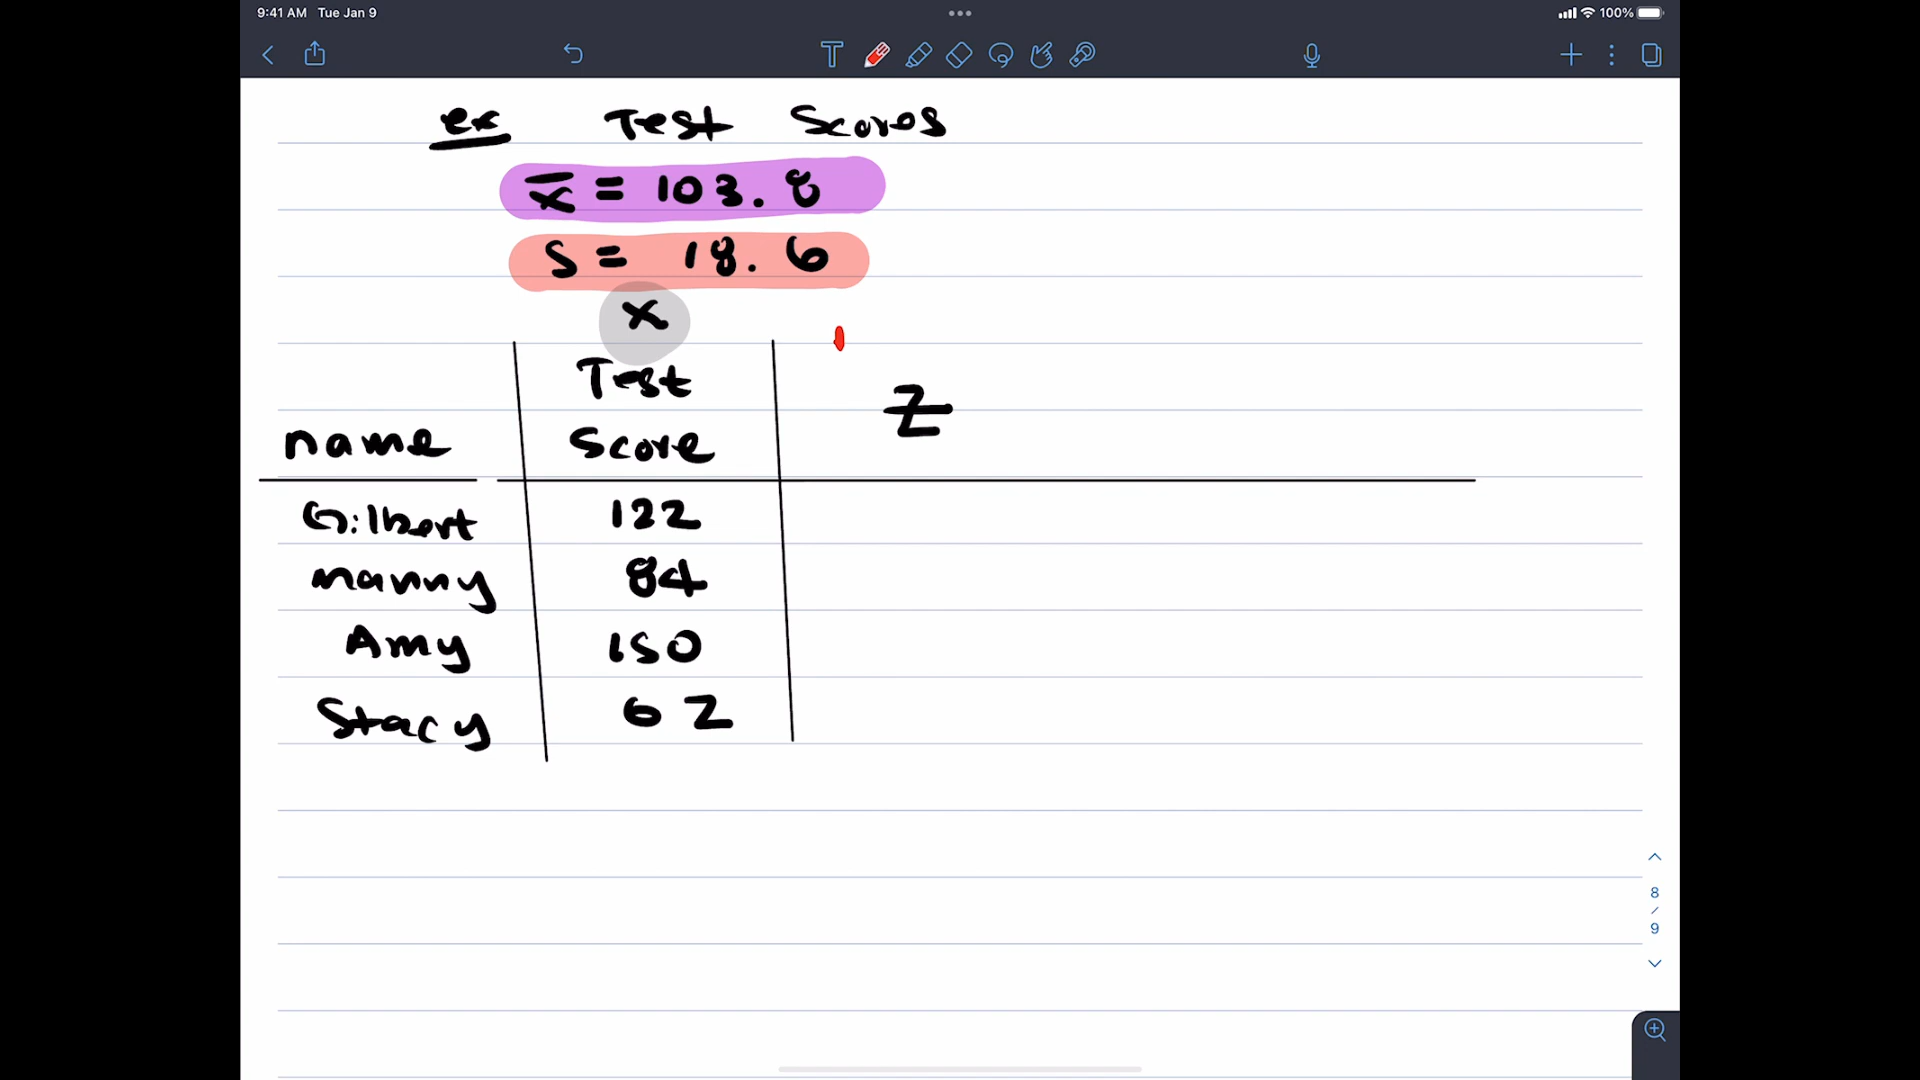 9:41 AM Tue Jan 9
100%
ex Test Scores
x̄ = 103.8
s = 18.6
x
Test
name Score Z
Gilbert 122
manny 84
Amy 150
Stacy 62
8
/
9